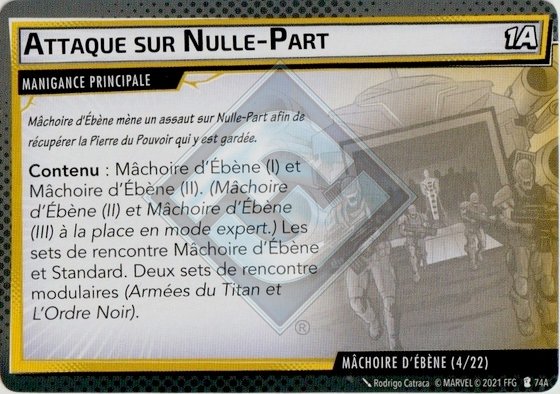 ATTAQUE SUR NULLE-PART
1A
MANIGANCE PRINCIPALE
Mâchoire d'Ébène mène un assaut sur Nulle-Part afin de
récupérer la Pierre du Pouvoir qui y est gardée.
Contenu : Mâchoire d'Ébène (I) et
Mâchoire d'Ébène (II). (Mâchoire
d'Ébène (II) et Mâchoire d'Ébène
(III) à la place en mode expert.) Les
sets de rencontre Mâchoire d'Ébène
et Standard. Deux sets de rencontre
modulaires (Armées du Titan et
L'Ordre Noir).
®
MÂCHOIRE D'ÉBÈNE (4/22)
Rodrigo Catraca © MARVEL © 2021 FFG 74A